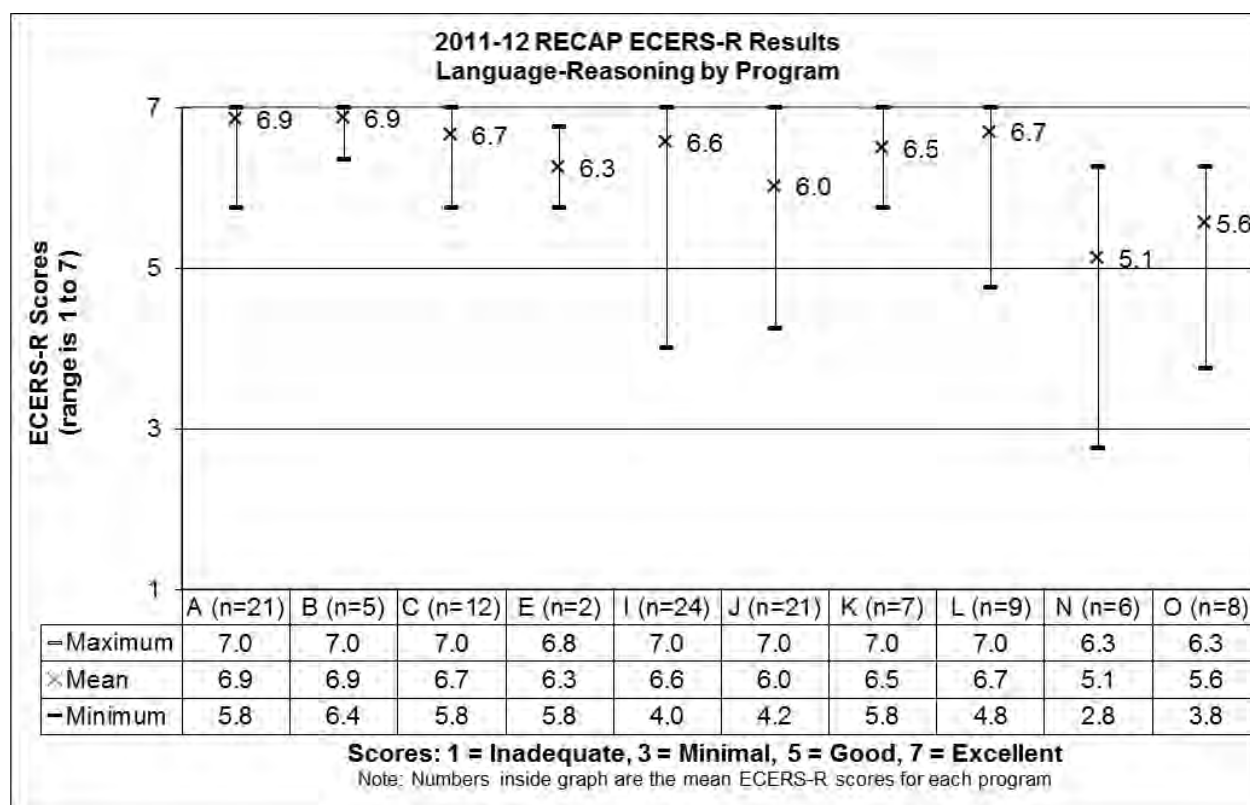 2011-12 RECAP ECERS-R Results
Language-Reasoning by Program
ECERS-R Scores
(range is 1 to 7)
7
5
3
1
6.9
6.9
6.7
6.3
6.6
6.0
6.5
6.7
5.1
5.6
A (n=21) B (n=5) C (n=12) E (n=2) I (n=24) J (n=21) K (n=7) L (n=9) N (n=6) O (n=8)
Maximum 7.0 7.0 7.0 6.8 7.0 7.0 7.0 7.0 6.3 6.3
Mean 6.9 6.9 6.7 6.3 6.6 6.0 6.5 6.7 5.1 5.6
Minimum 5.8 6.4 5.8 5.8 4.0 4.2 5.8 4.8 2.8 3.8
Scores: 1 = Inadequate, 3 = Minimal, 5 = Good, 7 = Excellent
Note: Numbers inside graph are the mean ECERS-R scores for each program